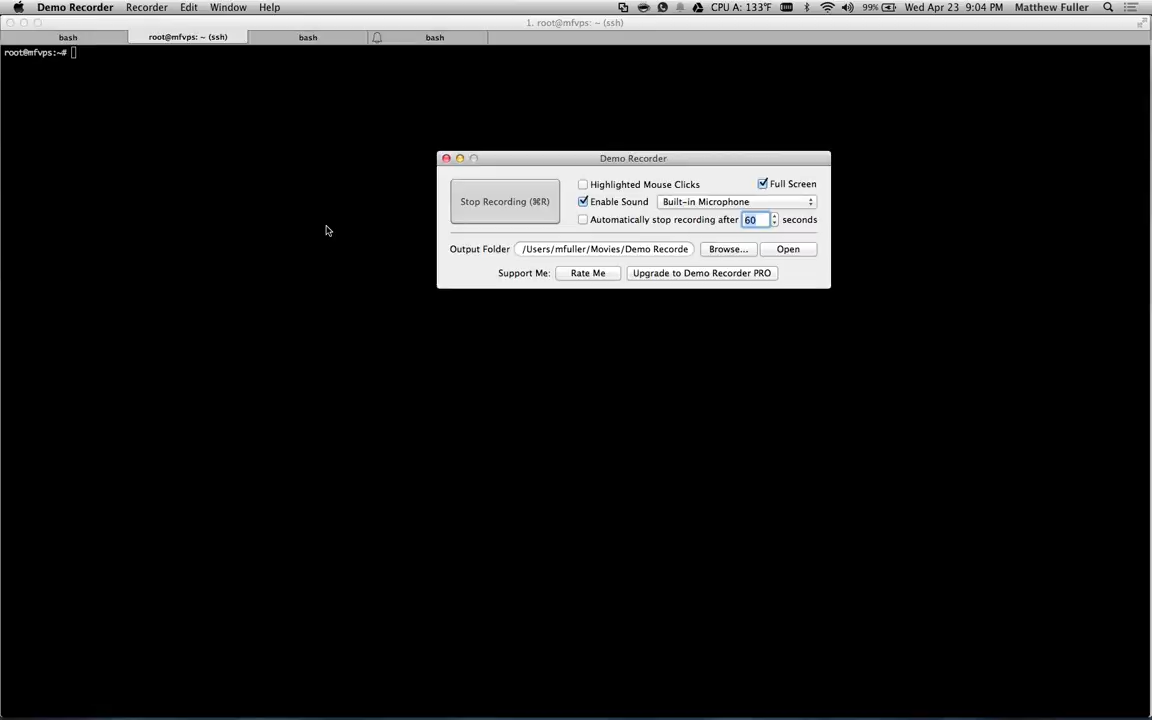 Demo Recorder Recorder Edit Window Help CPU A: 133°F 99% Wed Apr 23 9:04 PM Matthew Fuller
1. root@mfvps: ~ (ssh)
bash root@mfvps: ~ (ssh) bash bash
root@mfvps:~#
Demo Recorder
Stop Recording (⌘R)
Highlighted Mouse Clicks Full Screen
Enable Sound Built-in Microphone
Automatically stop recording after 60 seconds
Output Folder /Users/mfuller/Movies/Demo Recorde Browse... Open
Support Me: Rate Me Upgrade to Demo Recorder PRO